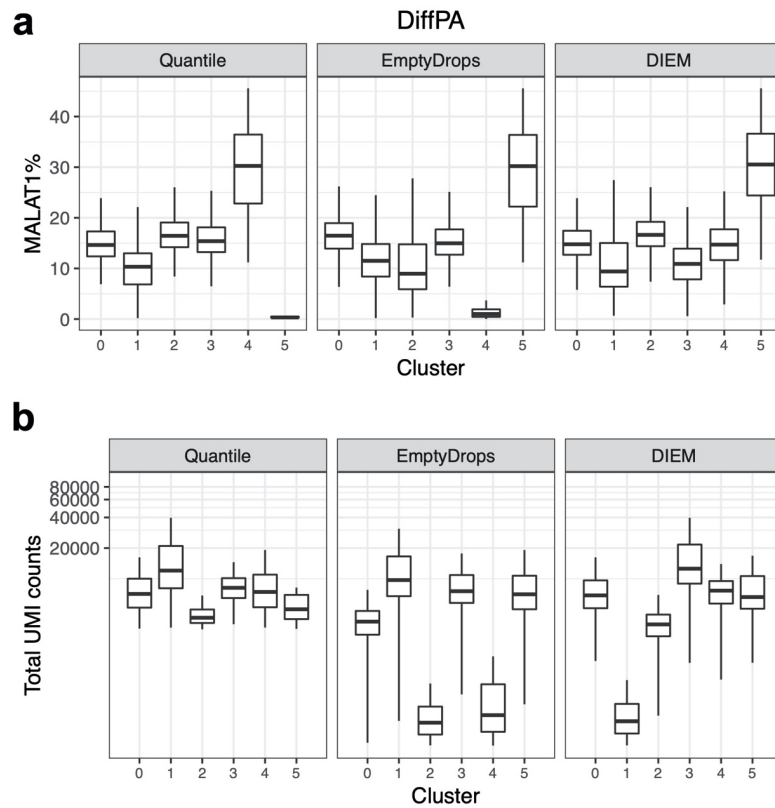 a
DiffPA
Quantile EmptyDrops DIEM
MALAT1%
40
30
20
10
0
0 1 2 3 4 5 0 1 2 3 4 5 0 1 2 3 4 5
Cluster
b
Quantile EmptyDrops DIEM
Total UMI counts
80000
60000
40000
20000
0 1 2 3 4 5 0 1 2 3 4 5 0 1 2 3 4 5
Cluster